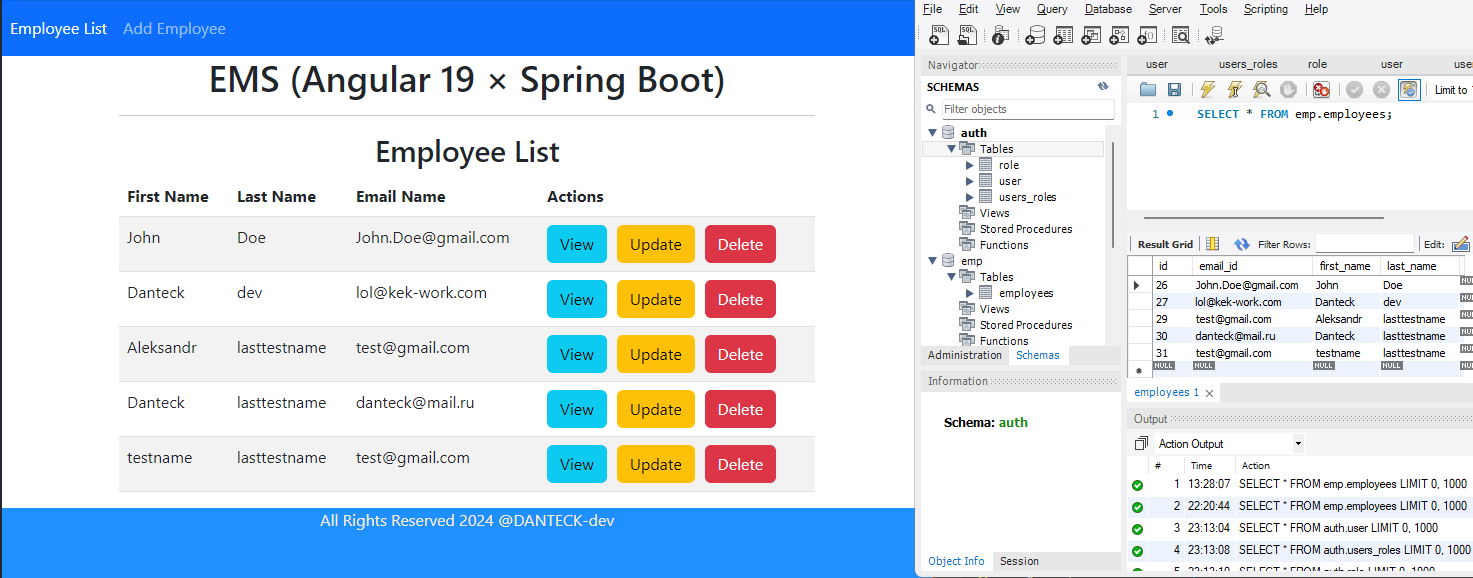 Employee List Add Employee
EMS (Angular 19 × Spring Boot)
Employee List
First Name Last Name Email Name Actions
John Doe John.Doe@gmail.com View Update Delete
Danteck dev lol@kek-work.com View Update Delete
Aleksandr lasttestname test@gmail.com View Update Delete
Danteck lasttestname danteck@mail.ru View Update Delete
testname lasttestname test@gmail.com View Update Delete
All Rights Reserved 2024 @DANTECK-dev
File Edit View Query Database Server Tools Scripting Help
Navigator
SCHEMAS
Filter objects
auth
Tables
role
user
users_roles
Views
Stored Procedures
Functions
emp
Tables
employees
Views
Stored Procedures
Functions
Administration Schemas
Information
Schema: auth
Object Info Session
user users_roles role user
Limit to
1 SELECT * FROM emp.employees;
Result Grid Filter Rows: Edit:
id email_id first_name last_name
26 John.Doe@gmail.com John Doe
27 lol@kek-work.com Danteck dev
29 test@gmail.com Aleksandr lasttestname
30 danteck@mail.ru Danteck lasttestname
31 test@gmail.com testname lasttestname
NULL NULL NULL NULL
employees 1
Output
Action Output
# Time Action
1 13:28:07 SELECT * FROM emp.employees LIMIT 0, 1000
2 22:20:44 SELECT * FROM emp.employees LIMIT 0, 1000
3 23:13:04 SELECT * FROM auth.user LIMIT 0, 1000
4 23:13:08 SELECT * FROM auth.users_roles LIMIT 0, 1000